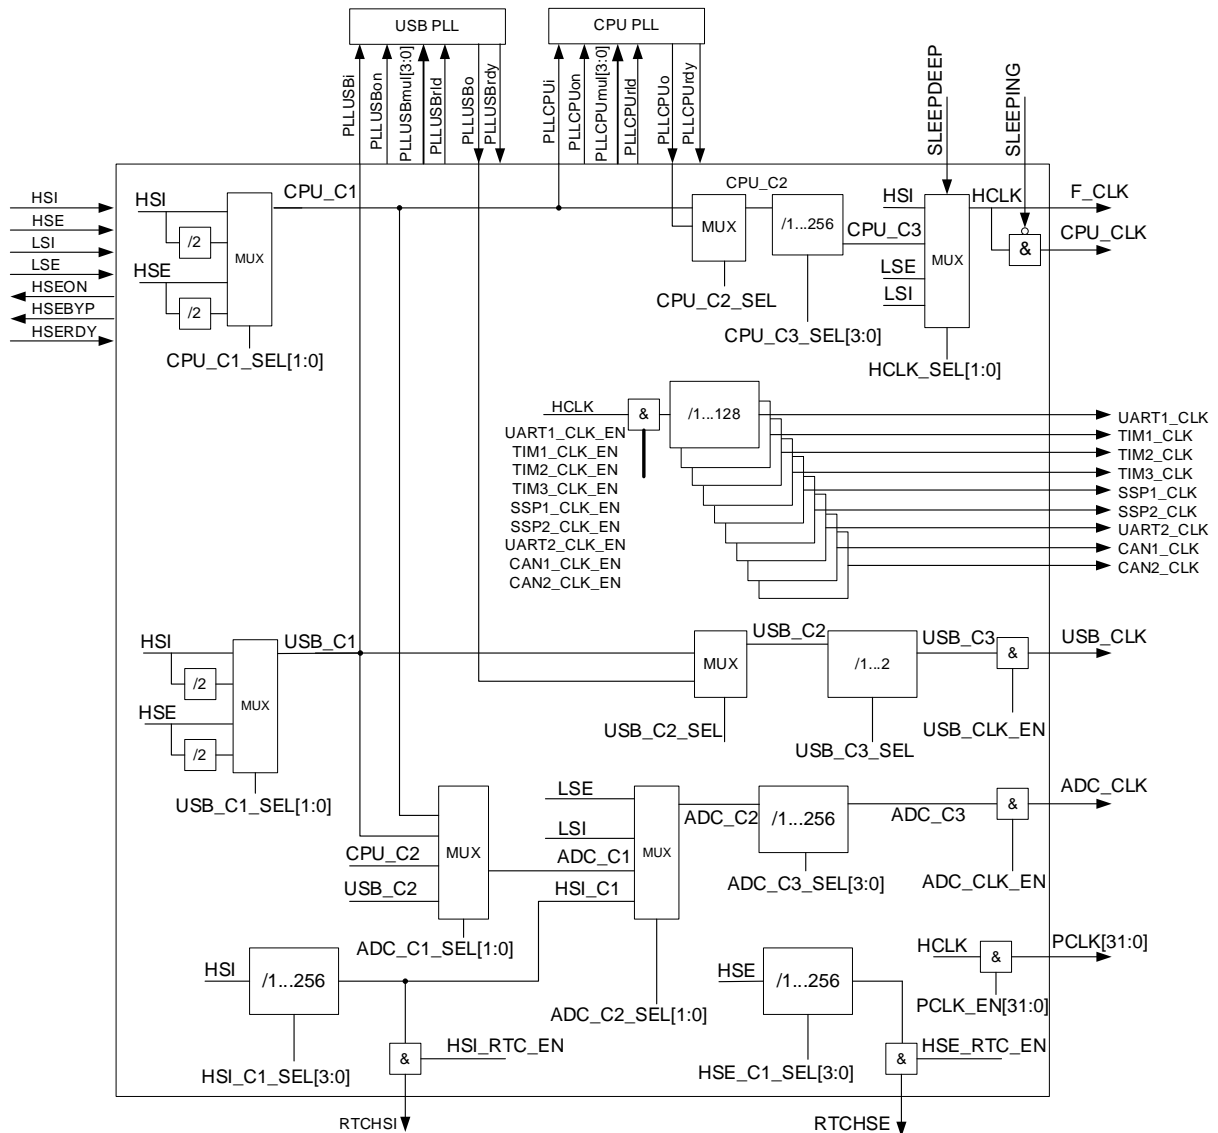 USB PLL
CPU PLL
PLLUSBi
PLLUSBon
PLLUSBmul[3:0]
PLLUSBrld
PLLUSBo
PLLUSBrdy
PLLCPUi
PLLCPUon
PLLCPUmul[3:0]
PLLCPUrld
PLLCPUo
PLLCPUrdy
SLEEPDEEP
SLEEPING
HSI
HSE
LSI
LSE
HSEON
HSEBYP
HSERDY
HSI
/2
HSE
/2
MUX
CPU_C1
CPU_C1_SEL[1:0]
MUX
CPU_C2
CPU_C2_SEL
/1...256
CPU_C3
CPU_C3_SEL[3:0]
HSI
LSE
LSI
MUX
HCLK
HCLK_SEL[1:0]
&
F_CLK
CPU_CLK
HCLK
&
/1...128
UART1_CLK_EN
TIM1_CLK_EN
TIM2_CLK_EN
TIM3_CLK_EN
SSP1_CLK_EN
SSP2_CLK_EN
UART2_CLK_EN
CAN1_CLK_EN
CAN2_CLK_EN
UART1_CLK
TIM1_CLK
TIM2_CLK
TIM3_CLK
SSP1_CLK
SSP2_CLK
UART2_CLK
CAN1_CLK
CAN2_CLK
HSI
/2
HSE
/2
MUX
USB_C1
USB_C1_SEL[1:0]
MUX
USB_C2
USB_C2_SEL
/1...2
USB_C3
USB_C3_SEL
&
USB_CLK
USB_CLK_EN
CPU_C2
USB_C2
MUX
ADC_C1_SEL[1:0]
LSE
LSI
ADC_C1
HSI_C1
MUX
ADC_C2
ADC_C2_SEL[1:0]
/1...256
ADC_C3
ADC_C3_SEL[3:0]
&
ADC_CLK
ADC_CLK_EN
HSI
/1...256
HSI_C1_SEL[3:0]
&
HSI_RTC_EN
RTCHSI
HSE
/1...256
HSE_C1_SEL[3:0]
&
HSE_RTC_EN
RTCHSE
HCLK
&
PCLK[31:0]
PCLK_EN[31:0]